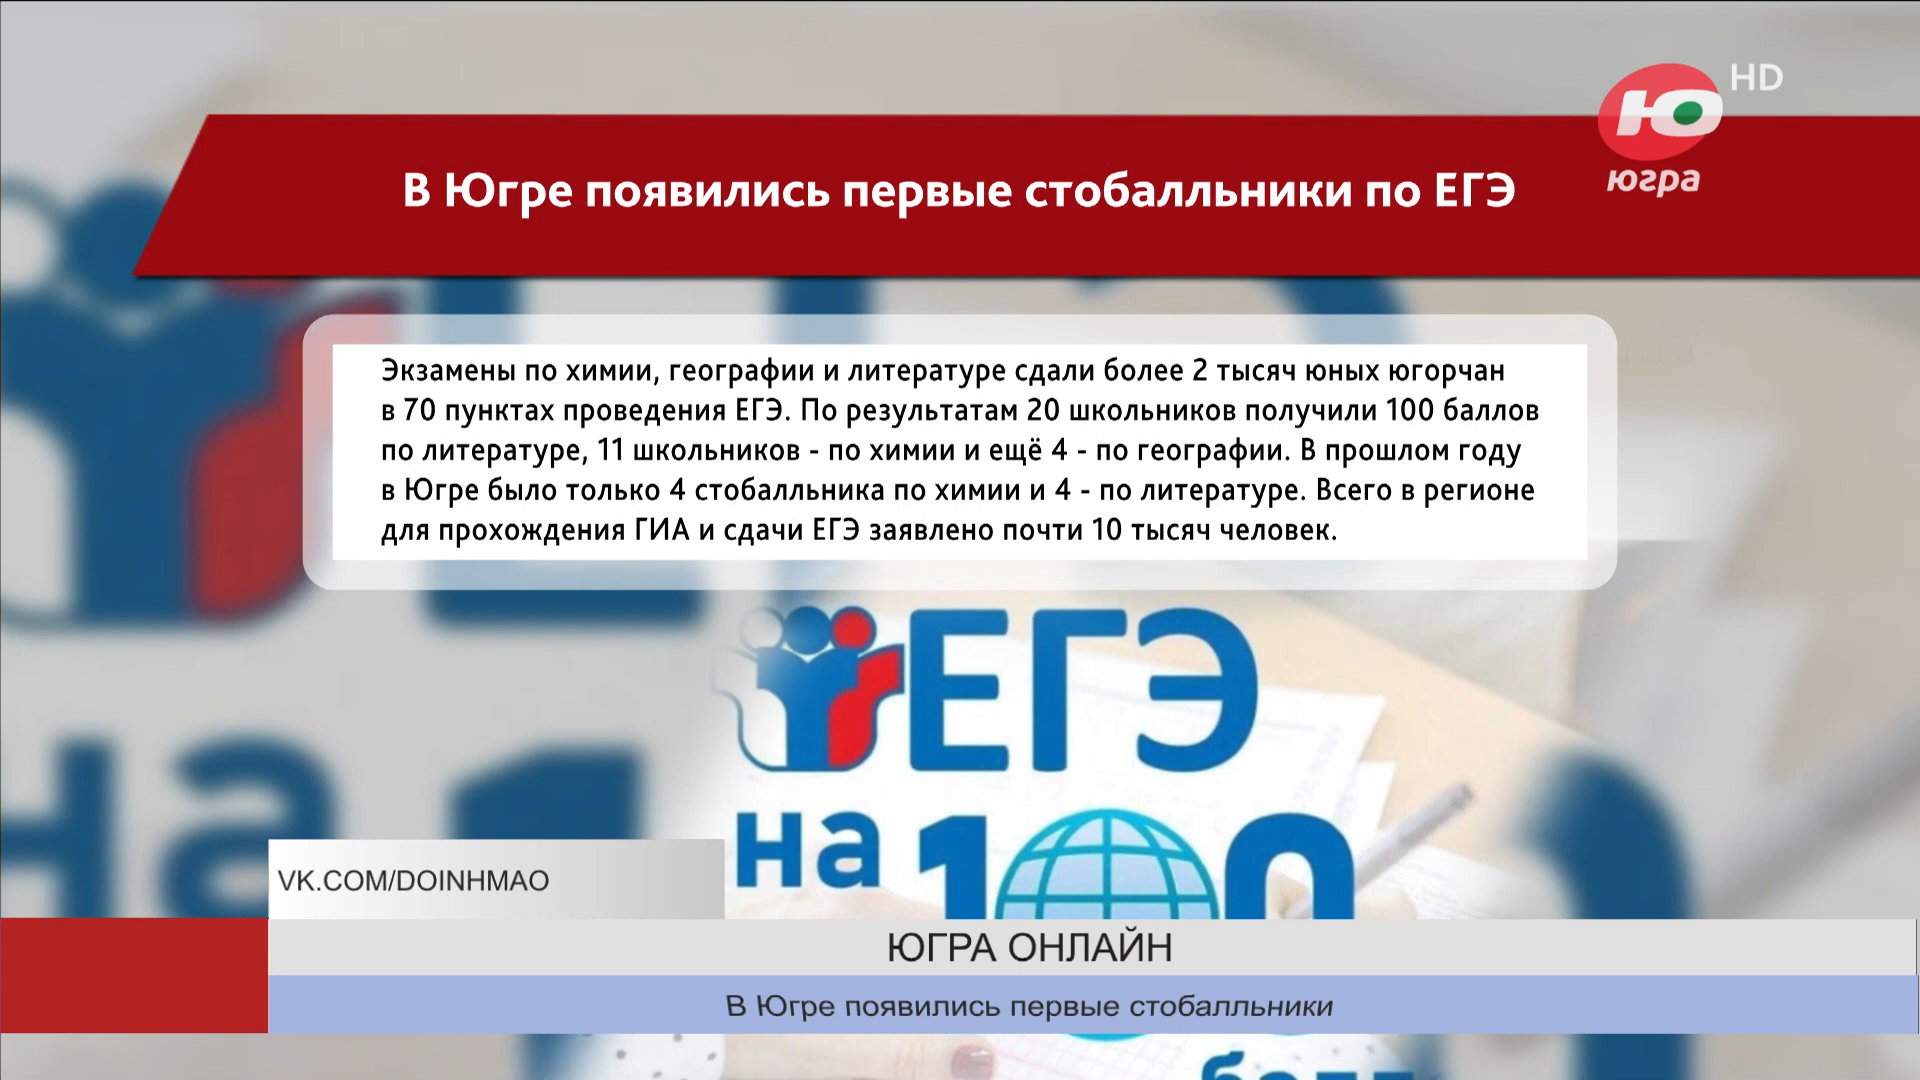 HD
Ю
югра
В Югре появились первые стобалльники по ЕГЭ
Экзамены по химии, географии и литературе сдали более 2 тысяч юных югорчан
в 70 пунктах проведения ЕГЭ. По результатам 20 школьников получили 100 баллов
по литературе, 11 школьников - по химии и ещё 4 - по географии. В прошлом году
в Югре было только 4 стобалльника по химии и 4 - по литературе. Всего в регионе
для прохождения ГИА и сдачи ЕГЭ заявлено почти 10 тысяч человек.
ЕГЭ
на 100
VK.COM/DOINHMAO
ЮГРА ОНЛАЙН
В Югре появились первые стобалльники